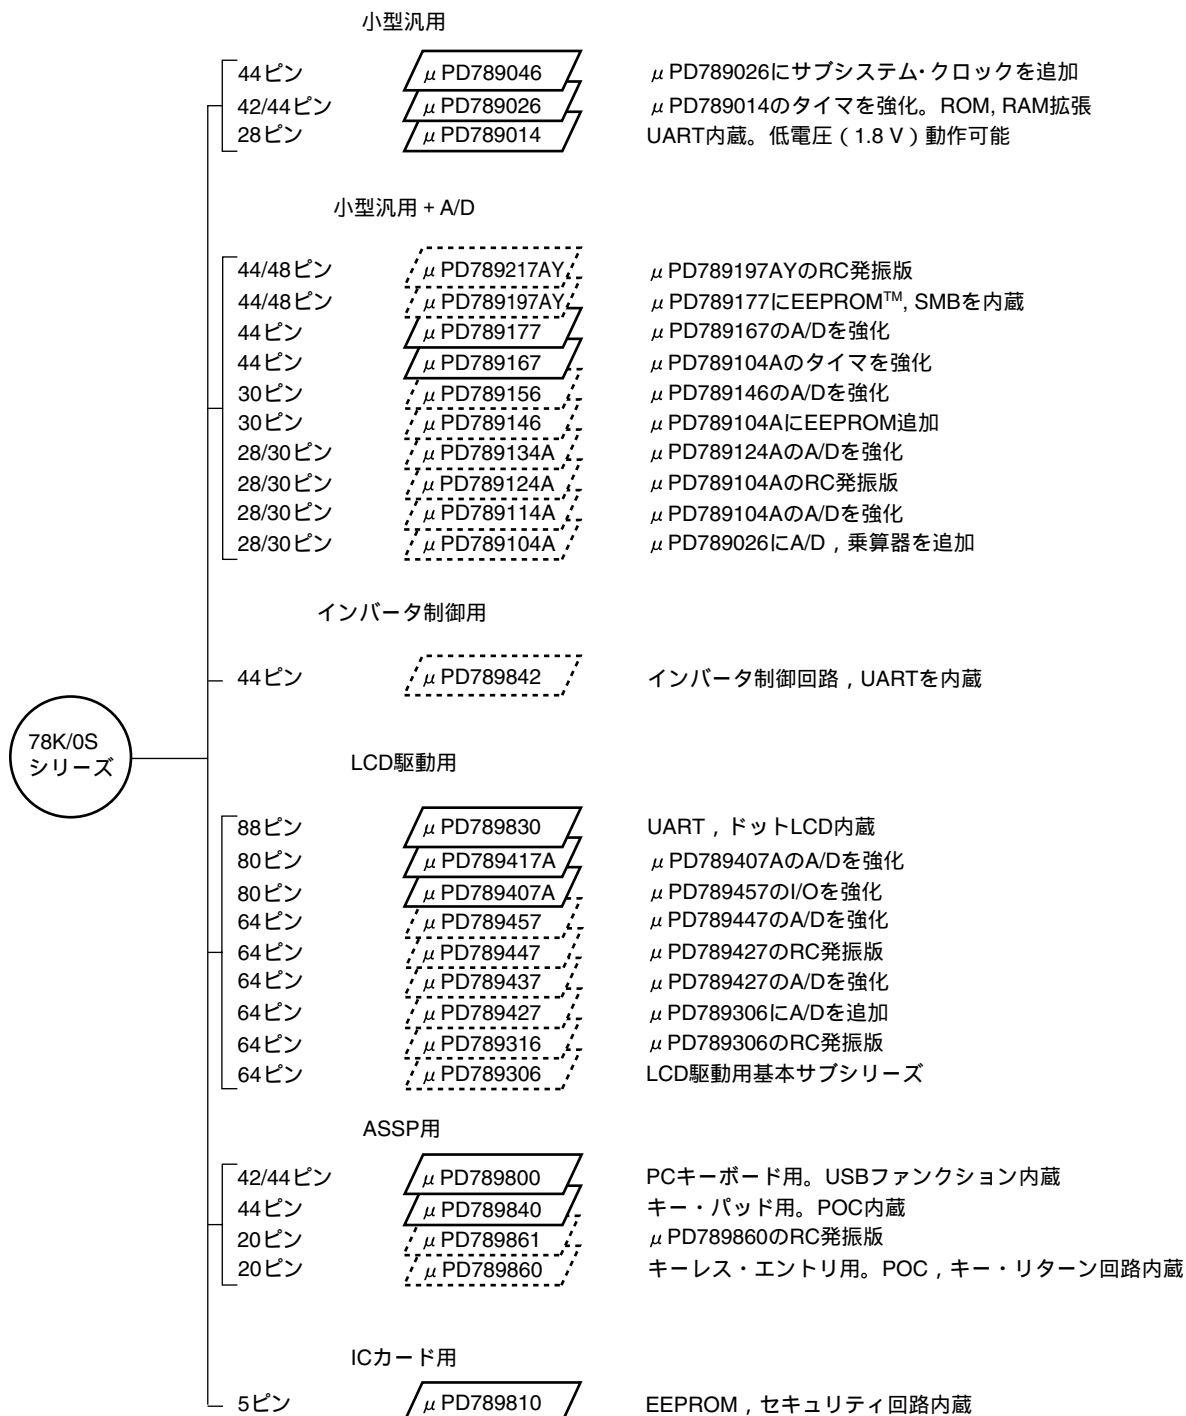 小型汎用
44ピン μPD789046 μPD789026にサブシステム・クロックを追加
42/44ピン μPD789026 μPD789014のタイマを強化。ROM, RAM拡張
28ピン μPD789014 UART内蔵。低電圧(1.8 V)動作可能
小型汎用 + A/D
44/48ピン μPD789217AY μPD789197AYのRC発振版
44/48ピン μPD789197AY μPD789177にEEPROM™, SMBを内蔵
44ピン μPD789177 μPD789167のA/Dを強化
44ピン μPD789167 μPD789104Aのタイマを強化
30ピン μPD789156 μPD789146のA/Dを強化
30ピン μPD789146 μPD789104AにEEPROM追加
28/30ピン μPD789134A μPD789124AのA/Dを強化
28/30ピン μPD789124A μPD789104AのRC発振版
28/30ピン μPD789114A μPD789104AのA/Dを強化
28/30ピン μPD789104A μPD789026にA/D,乗算器を追加
インバータ制御用
44ピン μPD789842 インバータ制御回路,UARTを内蔵
78K/0S
シリーズ
LCD駆動用
88ピン μPD789830 UART,ドットLCD内蔵
80ピン μPD789417A μPD789407AのA/Dを強化
80ピン μPD789407A μPD789457のI/Oを強化
64ピン μPD789457 μPD789447のA/Dを強化
64ピン μPD789447 μPD789427のRC発振版
64ピン μPD789437 μPD789427のA/Dを強化
64ピン μPD789427 μPD789306にA/Dを追加
64ピン μPD789316 μPD789306のRC発振版
64ピン μPD789306 LCD駆動用基本サブシリーズ
ASSP用
42/44ピン μPD789800 PCキーボード用。USBファンクション内蔵
44ピン μPD789840 キー・パッド用。POC内蔵
20ピン μPD789861 μPD789860のRC発振版
20ピン μPD789860 キーレス・エントリ用。POC,キー・リターン回路内蔵
ICカード用
5ピン μPD789810 EEPROM,セキュリティ回路内蔵